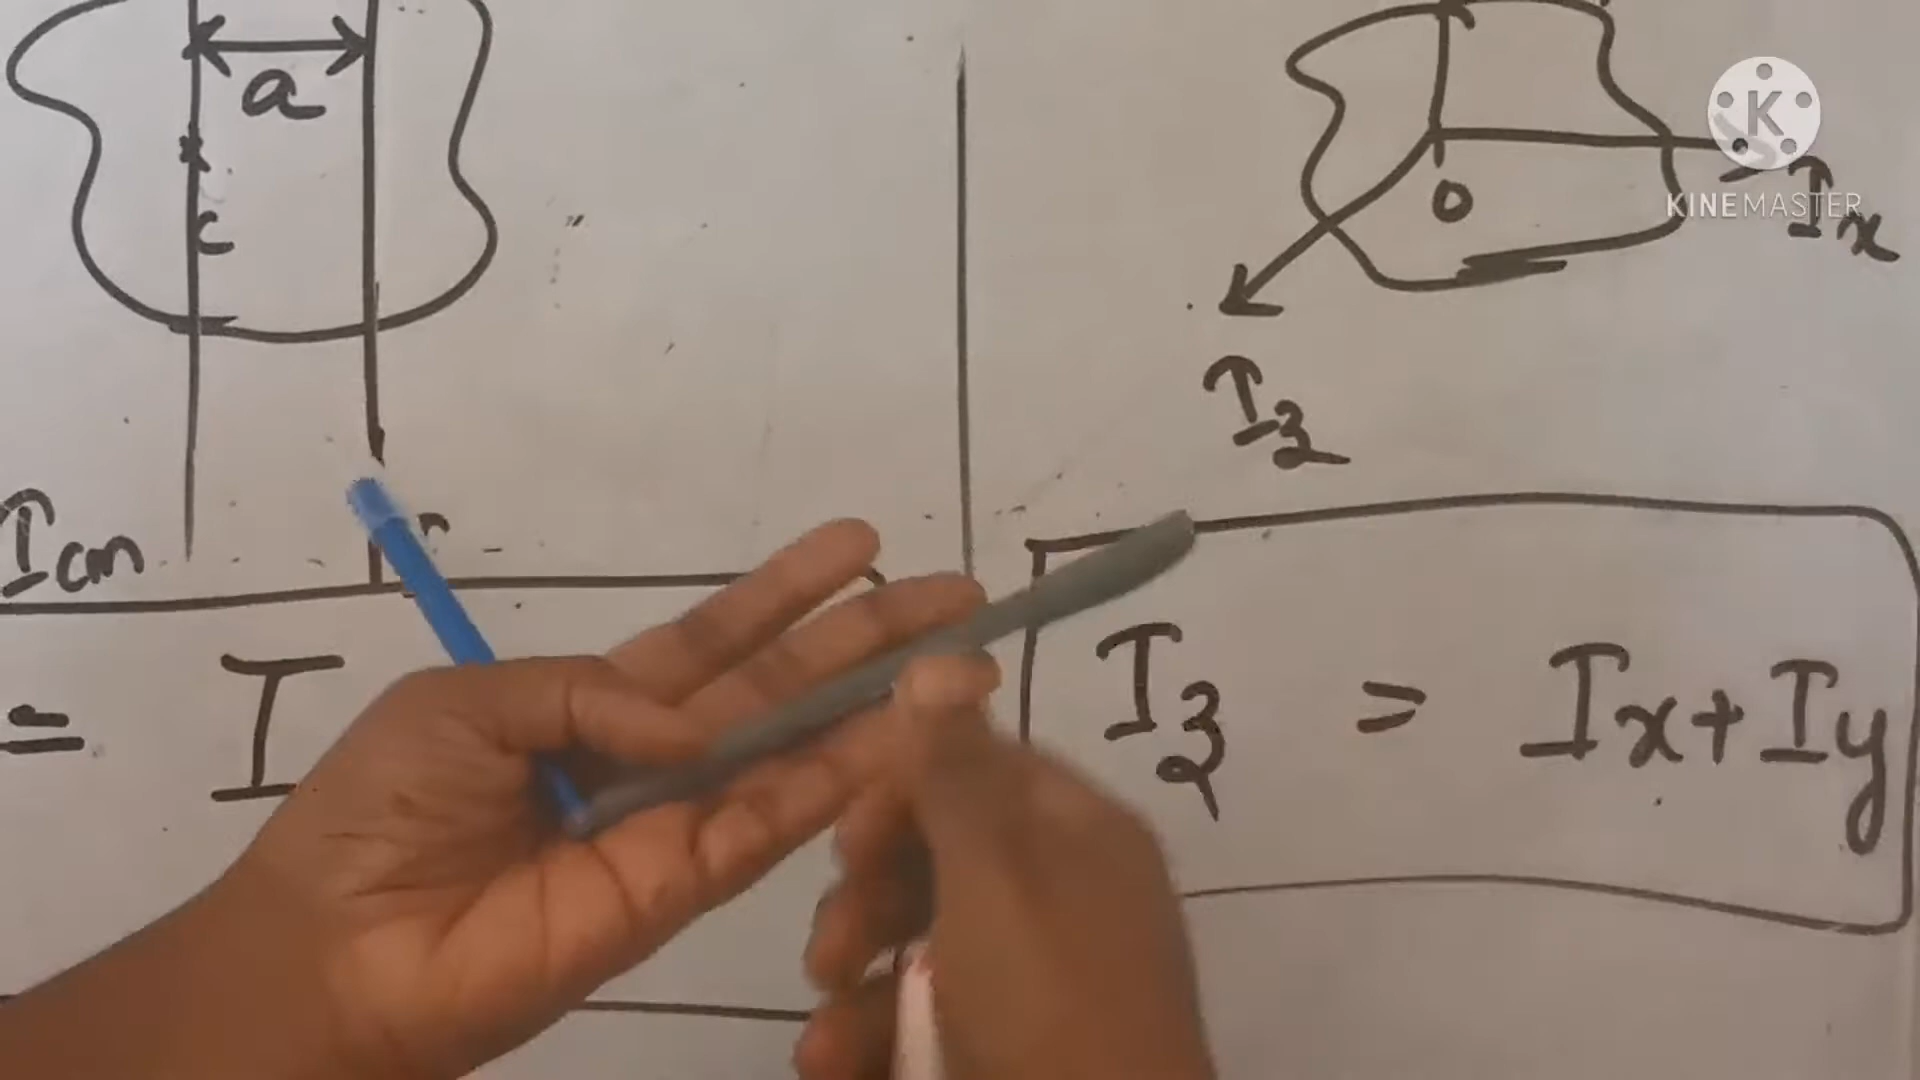 a
c
Icm
= I
K
KINEMASTER
Ix
o
Iz
Iz = Ix+Iy